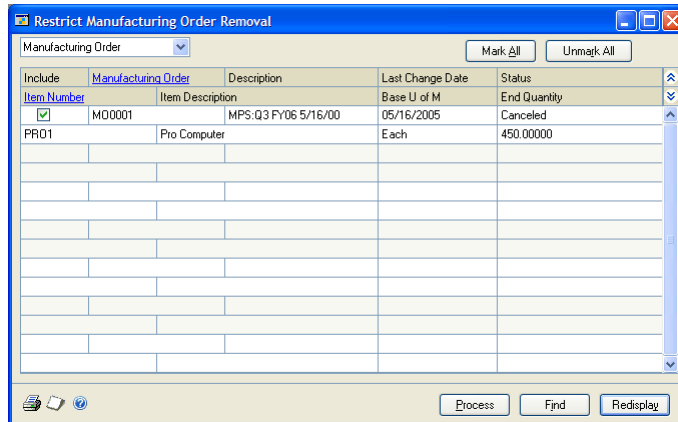 Restrict Manufacturing Order Removal
Manufacturing Order Mark All Unmark All
Include Manufacturing Order Description Last Change Date Status
Item Number Item Description Base U of M End Quantity
MO0001 MPS:Q3 FY06 5/16/00 05/16/2005 Canceled
PRO1 Pro Computer Each 450.00000
Process Find Redisplay